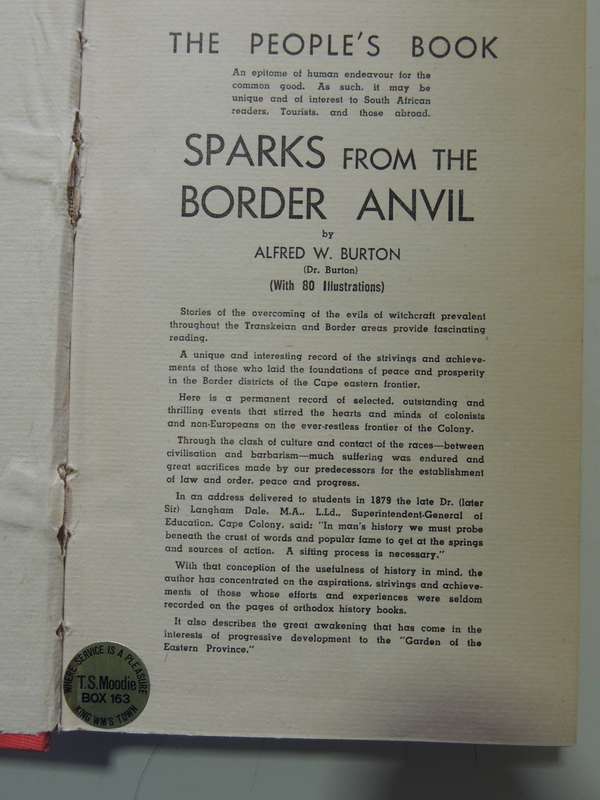 THE PEOPLE'S BOOK
An epitome of human endeavour for the
common good. As such, it may be
unique and of interest to South African
readers, Tourists, and those abroad.
SPARKS FROM THE
BORDER ANVIL
by
ALFRED W. BURTON
(Dr. Burton)
(With 80 Illustrations)
Stories of the overcoming of the evils of witchcraft prevalent
throughout the Transkeian and Border areas provide fascinating
reading.
A unique and interesting record of the strivings and achieve-
ments of those who laid the foundations of peace and prosperity
in the Border districts of the Cape eastern frontier.
Here is a permanent record of selected, outstanding and
thrilling events that stirred the hearts and minds of colonists
and non-Europeans on the ever-restless frontier of the Colony.
Through the clash of culture and contact of the races—between
civilisation and barbarism—much suffering was endured and
great sacrifices made by our predecessors for the establishment
of law and order, peace and progress.
In an address delivered to students in 1879 the late Dr. (later
Sir) Langham Dale, M.A., L.Ld., Superintendent-General of
Education, Cape Colony, said: "In man's history we must probe
beneath the crust of words and popular fame to get at the springs
and sources of action. A sifting process is necessary."
With that conception of the usefulness of history in mind, the
author has concentrated on the aspirations, strivings and achieve-
ments of those whose efforts and experiences were seldom
recorded on the pages of orthodox history books.
It also describes the great awakening that has come in the
interests of progressive development to the "Garden of the
Eastern Province."
WHERE SERVICE IS A PLEASURE
T.S. Moodie
BOX 163
KING WM'S TOWN